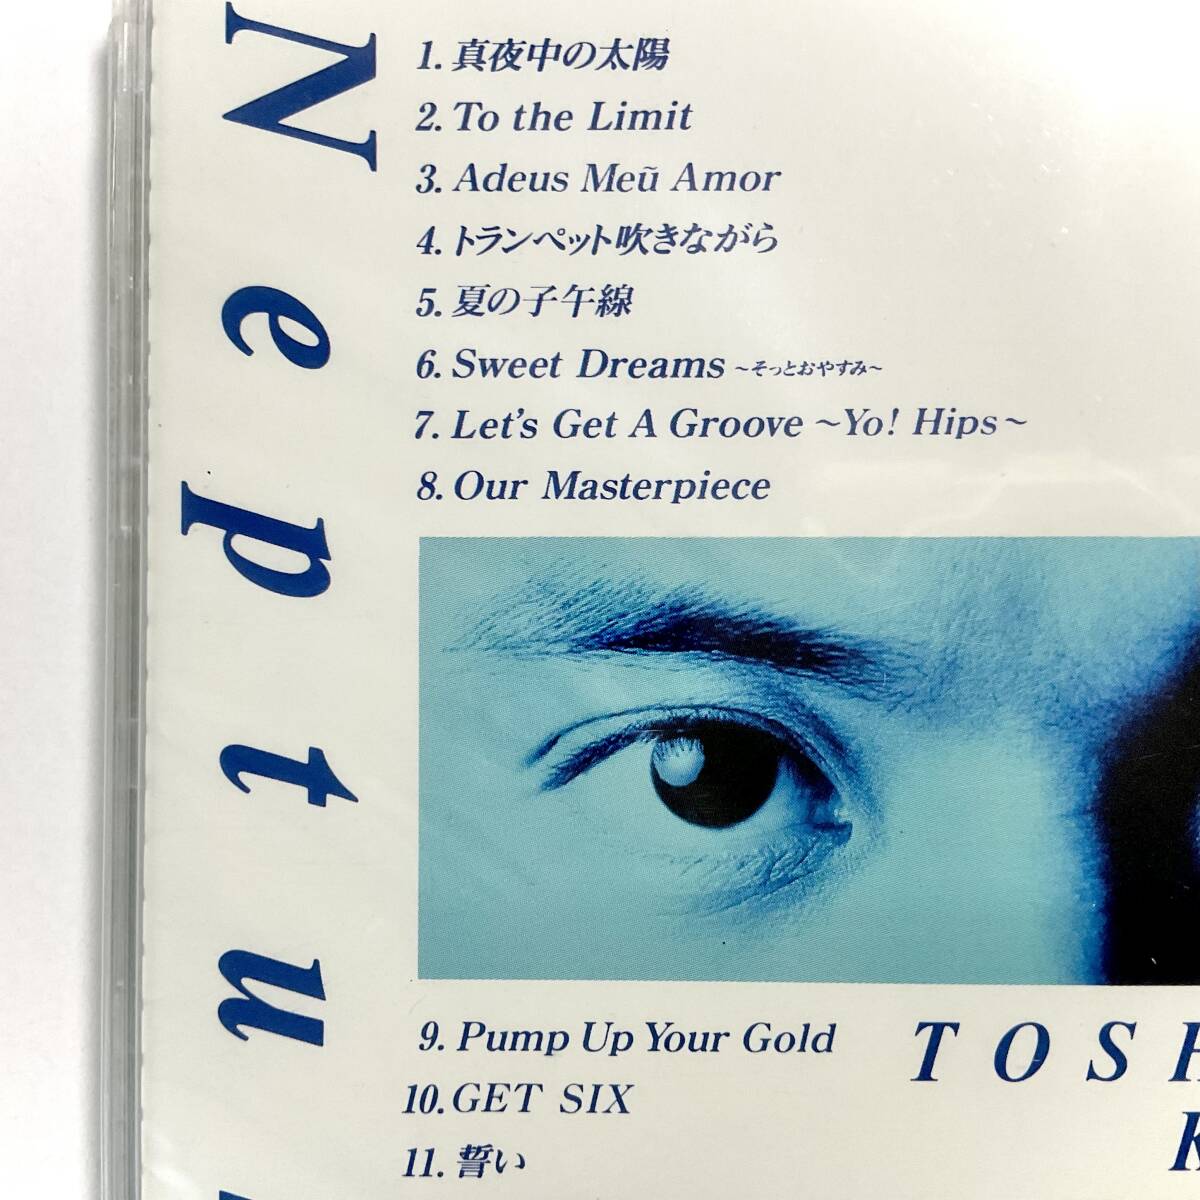 Neptu
1. 真夜中の太陽
2. To the Limit
3. Adeus Meũ Amor
4. トランペット吹きながら
5. 夏の子午線
6. Sweet Dreams ~そっとおやすみ~
7. Let's Get A Groove ~Yo! Hips~
8. Our Masterpiece
9. Pump Up Your Gold
10. GET SIX
11. 誓い
TOSH
K